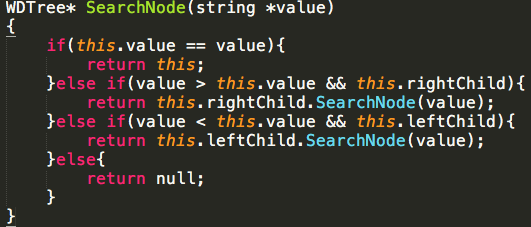 WDTree* SearchNode(string *value)
{
    if(this.value == value){
        return this;
    }else if(value > this.value && this.rightChild){
        return this.rightChild.SearchNode(value);
    }else if(value < this.value && this.leftChild){
        return this.leftChild.SearchNode(value);
    }else{
        return null;
    }
}